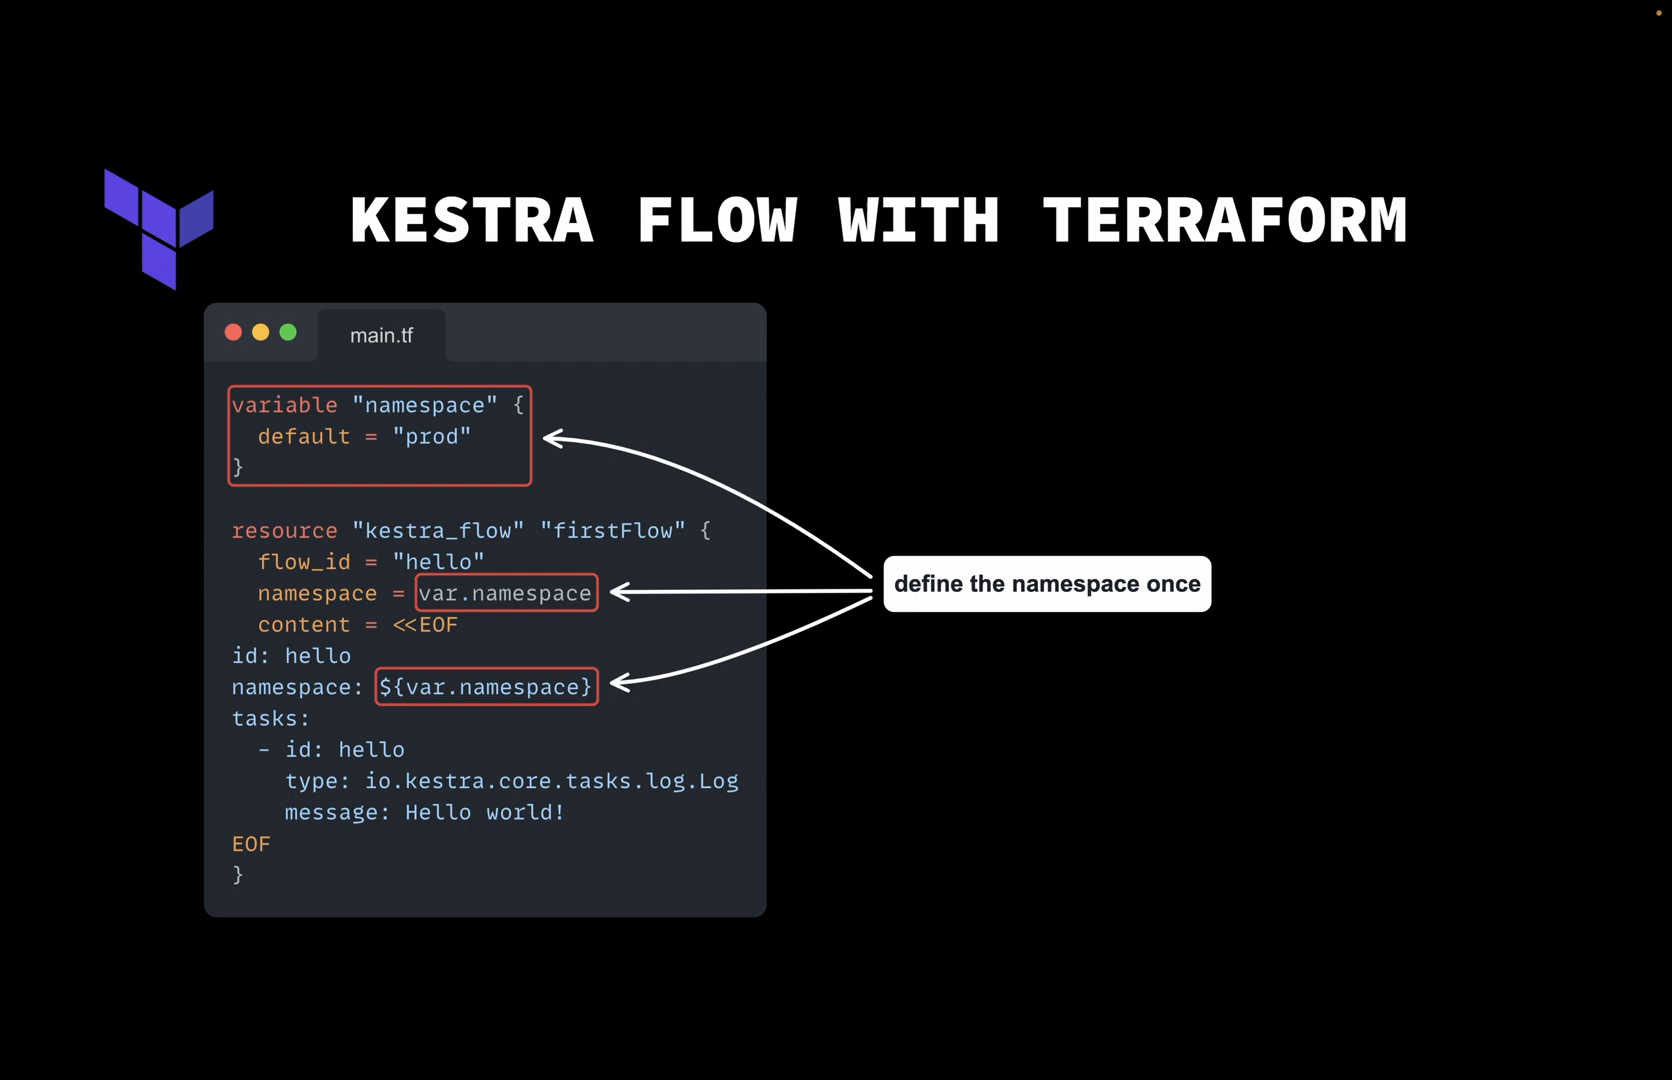 KESTRA FLOW WITH TERRAFORM
main.tf
variable "namespace" {
  default = "prod"
}
resource "kestra_flow" "firstFlow" {
  flow_id = "hello"
  namespace = var.namespace
  content = <<EOF
id: hello
namespace: ${var.namespace}
tasks:
  - id: hello
    type: io.kestra.core.tasks.log.Log
    message: Hello world!
EOF
}
define the namespace once